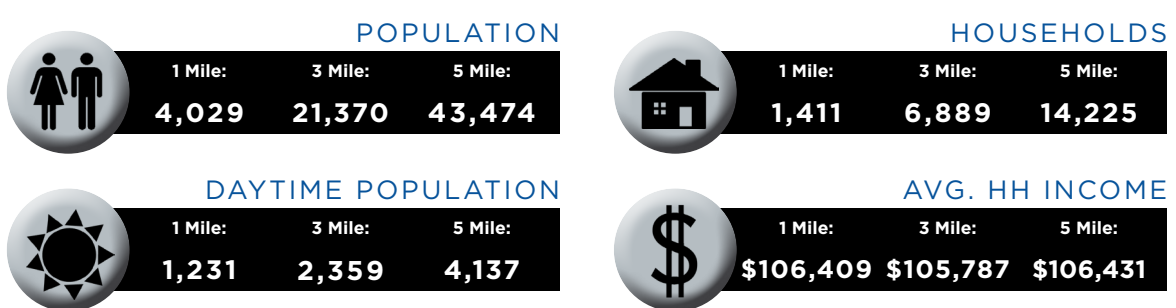 POPULATION
1 Mile: 3 Mile: 5 Mile:
4,029 21,370 43,474
HOUSEHOLDS
1 Mile: 3 Mile: 5 Mile:
1,411 6,889 14,225
DAYTIME POPULATION
1 Mile: 3 Mile: 5 Mile:
1,231 2,359 4,137
AVG. HH INCOME
$
1 Mile: 3 Mile: 5 Mile:
$106,409 $105,787 $106,431